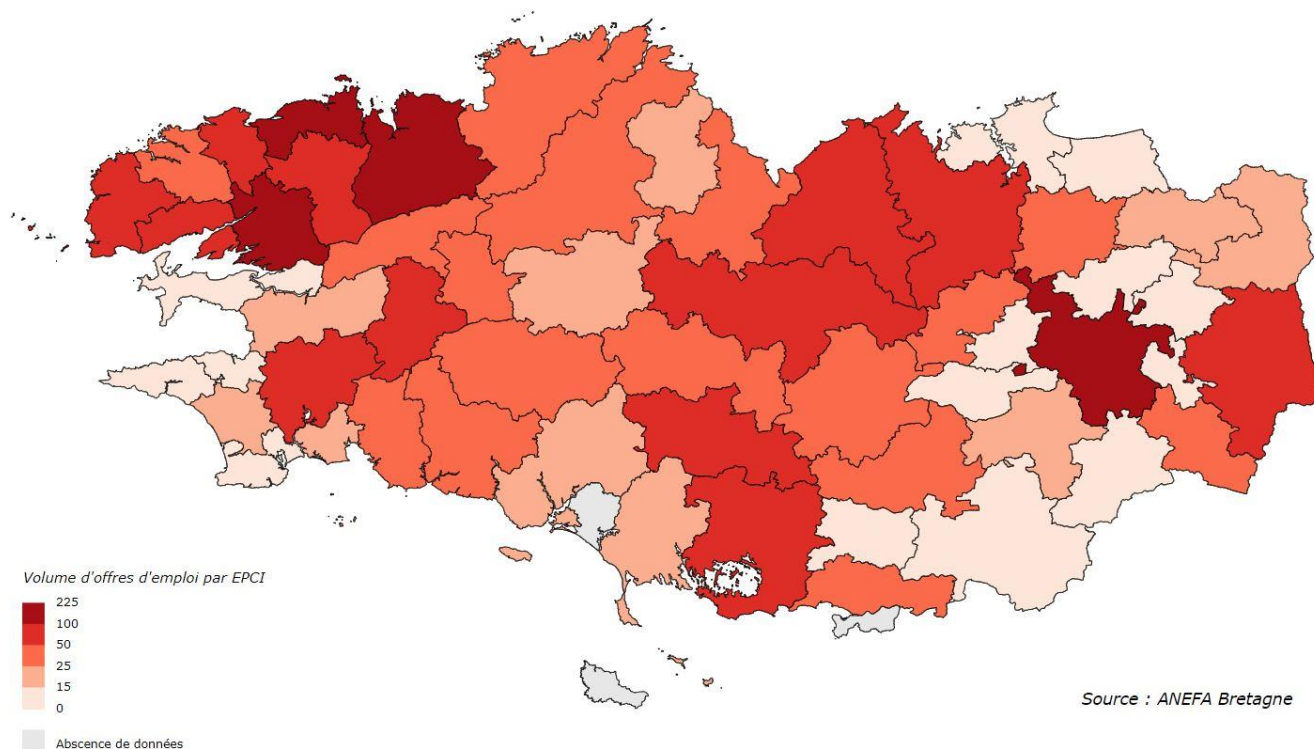 Volume d'offres d'emploi par EPCI
225
100
50
25
15
0
Abscence de données
Source : ANEFA Bretagne